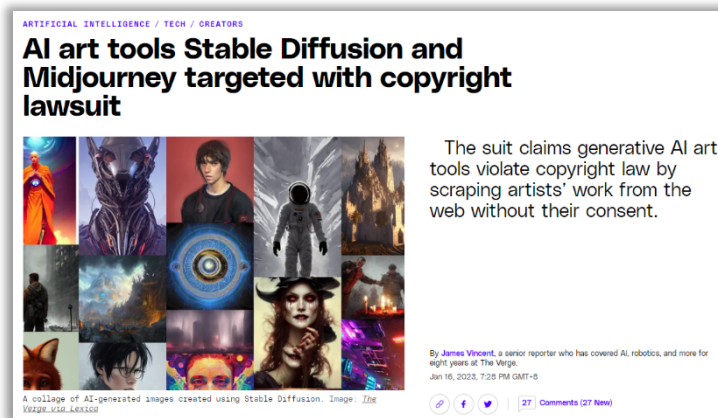 ARTIFICIAL INTELLIGENCE / TECH / CREATORS
AI art tools Stable Diffusion and
Midjourney targeted with copyright
lawsuit
The suit claims generative AI art
tools violate copyright law by
scraping artists’ work from the
web without their consent.
By James Vincent, a senior reporter who has covered AI, robotics, and more for
eight years at The Verge.
Jan 16, 2023, 7:28 PM GMT+8
27 Comments (27 New)
A collage of AI-generated images created using Stable Diffusion. Image: The
Verge via Lexica